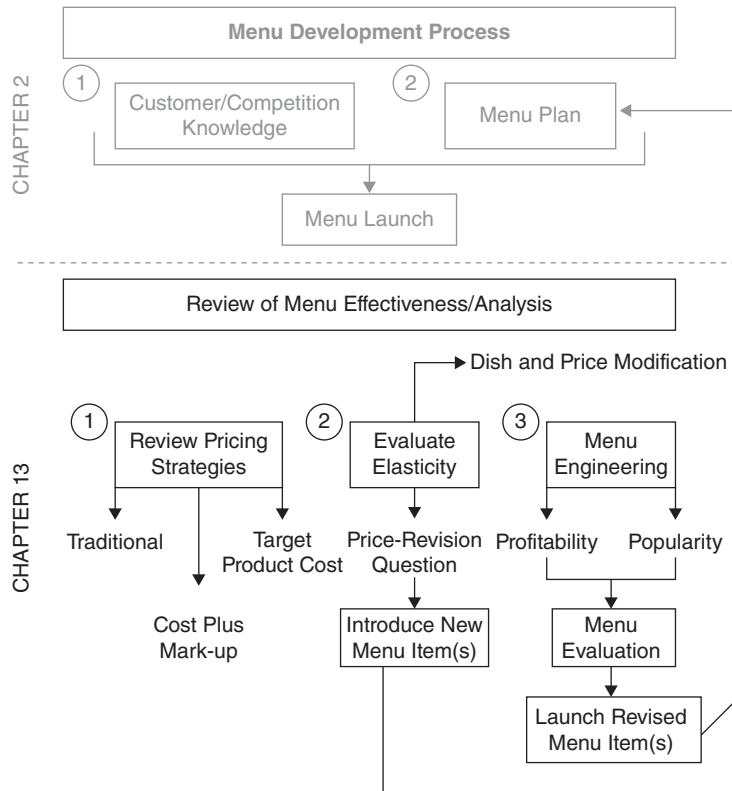 Menu Development Process
CHAPTER 2
1
Customer/Competition
Knowledge
2
Menu Plan
Menu Launch
Review of Menu Effectiveness/Analysis
Dish and Price Modification
CHAPTER 13
1
Review Pricing
Strategies
2
Evaluate
Elasticity
3
Menu
Engineering
Traditional
Target
Product Cost
Price-Revision
Question
Profitability
Popularity
Cost Plus
Mark-up
Introduce New
Menu Item(s)
Menu
Evaluation
Launch Revised
Menu Item(s)